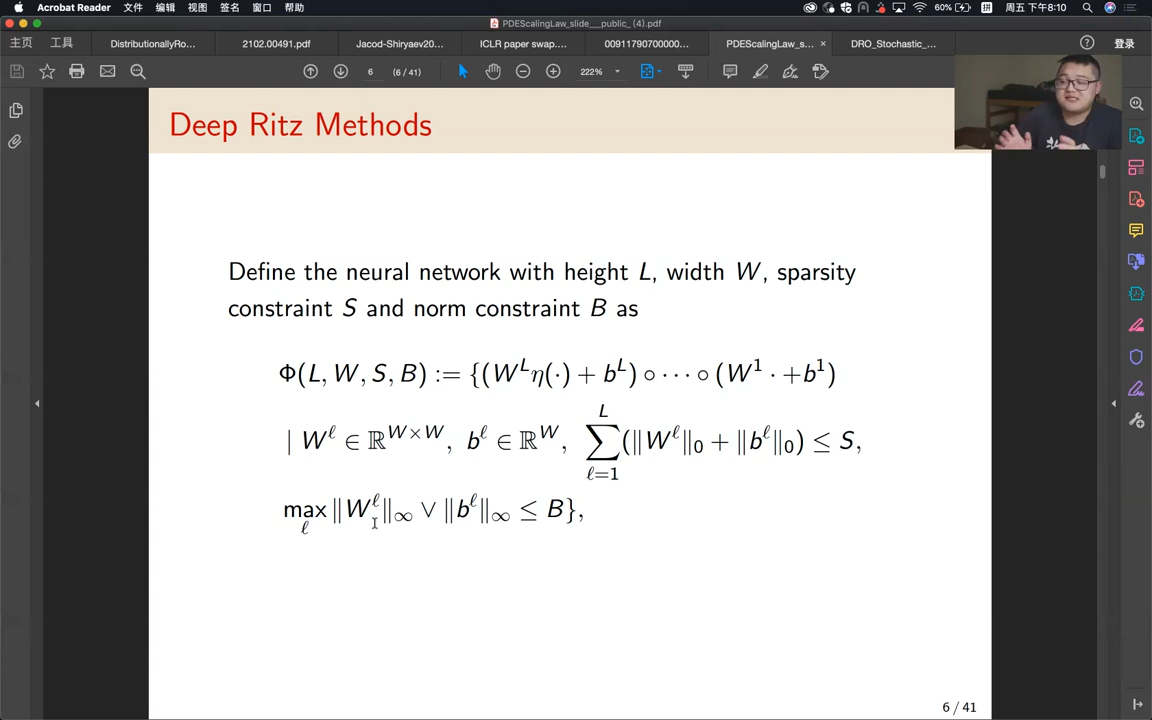 Acrobat Reader 文件 编辑 视图 签名 窗口 帮助 60% 拼 周五 下午8:10
PDEScalingLaw_slide__public_ (4).pdf
主页 工具 DistributionallyRo... 2102.00491.pdf Jacod-Shiryaev20... ICLR paper swap.... 00911790700000... PDEScalingLaw_s... × DRO_Stochastic_... 登录
6 (6 / 41) 222%
Deep Ritz Methods
Define the neural network with height L, width W, sparsity
constraint S and norm constraint B as
Φ(L, W, S, B) := {(W^L η(·) + b^L) ∘ ··· ∘ (W^1 · +b^1)
| W^ℓ ∈ ℝ^{W×W}, b^ℓ ∈ ℝ^W, ∑_{ℓ=1}^{L} (‖W^ℓ‖_0 + ‖b^ℓ‖_0) ≤ S,
max_ℓ ‖W^ℓ‖_∞ ∨ ‖b^ℓ‖_∞ ≤ B},
6 / 41